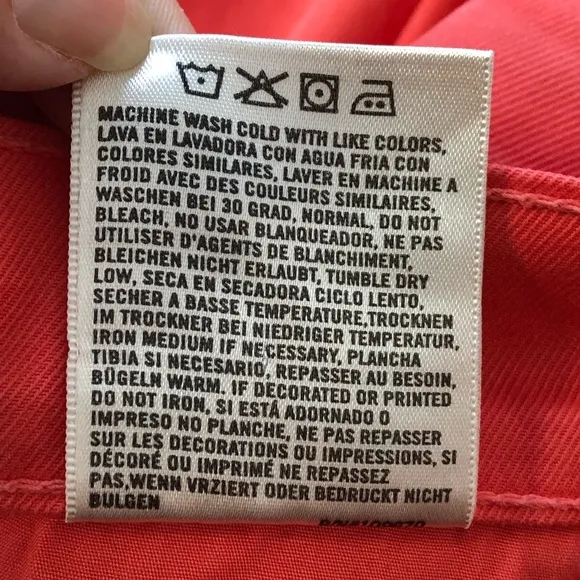 MACHINE WASH COLD WITH LIKE COLORS,
LAVA EN LAVADORA CON AGUA FRIA CON
COLORES SIMILARES, LAVER EN MACHINE A
FROID AVEC DES COULEURS SIMILAIRES,
WASCHEN BEI 30 GRAD, NORMAL, DO NOT
BLEACH, NO USAR BLANQUEADOR, NE PAS
UTILISER D'AGENTS DE BLANCHIMENT,
BLEICHEN NICHT ERLAUBT, TUMBLE DRY
LOW, SECA EN SECADORA CICLO LENTO,
SECHER A BASSE TEMPERATURE,TROCKNEN
IM TROCKNER BEI NIEDRIGER TEMPERATUR,
IRON MEDIUM IF NECESSARY, PLANCHA
TIBIA SI NECESARIO, REPASSER AU BESOIN,
BÜGELN WARM. IF DECORATED OR PRINTED
DO NOT IRON, SI ESTÁ ADORNADO O
IMPRESO NO PLANCHE, NE PAS REPASSER
SUR LES DECORATIONS OU IMPRESSIONS, SI
DÉCORÉ OU IMPRIMÉ NE REPASSEZ
PAS,WENN VRZIERT ODER BEDRUCKT NICHT
BULGEN